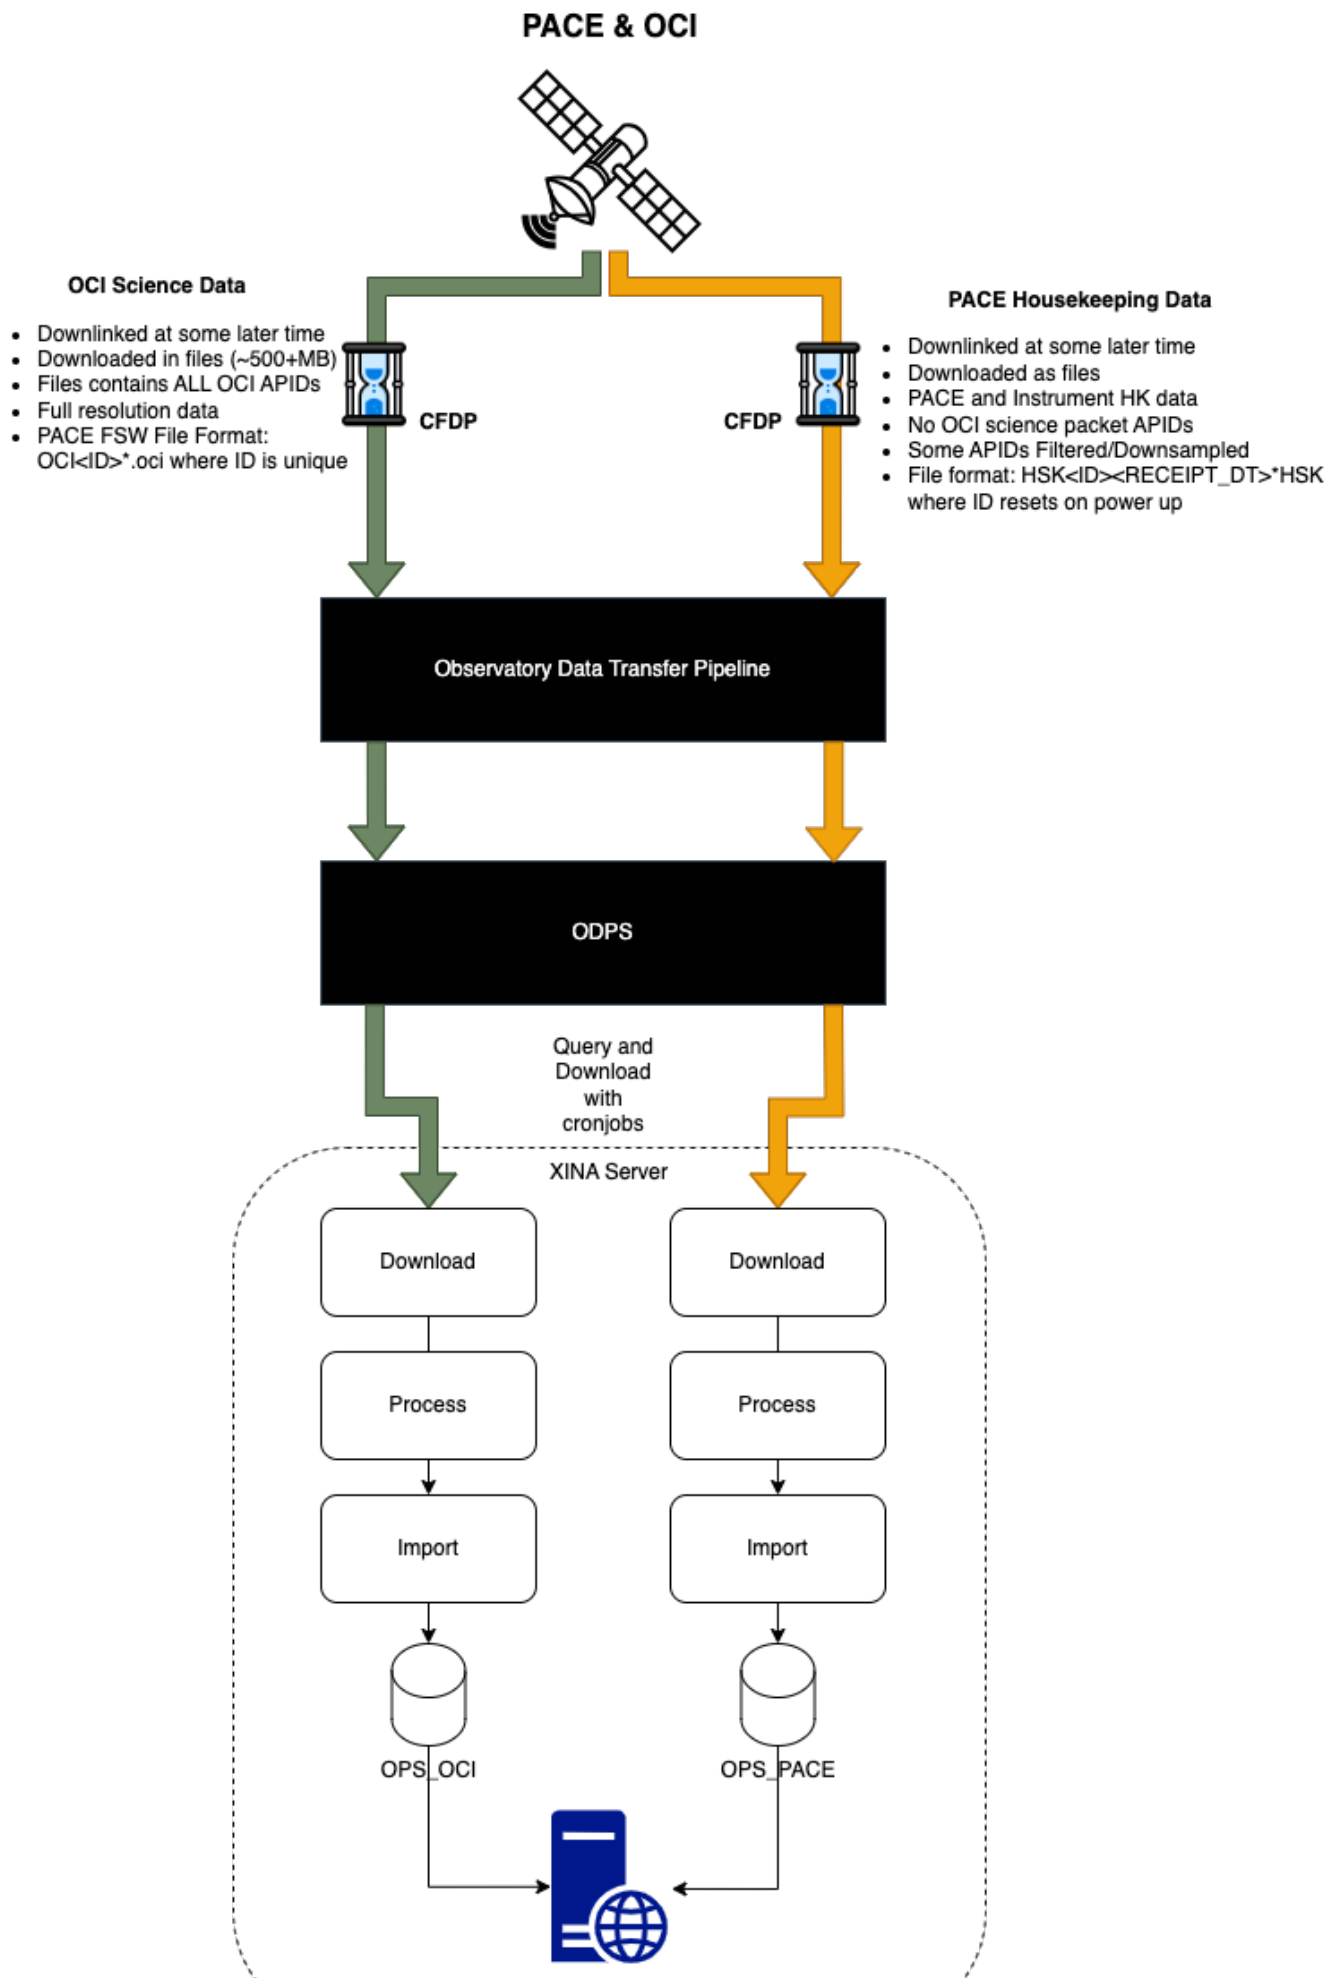 PACE & OCI
OCI Science Data
• Downlinked at some later time
• Downloaded in files (~500+MB)
• Files contains ALL OCI APIDs
• Full resolution data
• PACE FSW File Format:
OCI<ID>*.oci where ID is unique
CFDP
PACE Housekeeping Data
• Downlinked at some later time
• Downloaded as files
• PACE and Instrument HK data
• No OCI science packet APIDs
• Some APIDs Filtered/Downsampled
• File format: HSK<ID><RECEIPT_DT>*HSK
where ID resets on power up
CFDP
Observatory Data Transfer Pipeline
ODPS
Query and
Download
with
cronjobs
XINA Server
Download
Download
Process
Process
Import
Import
OPS_OCI
OPS_PACE